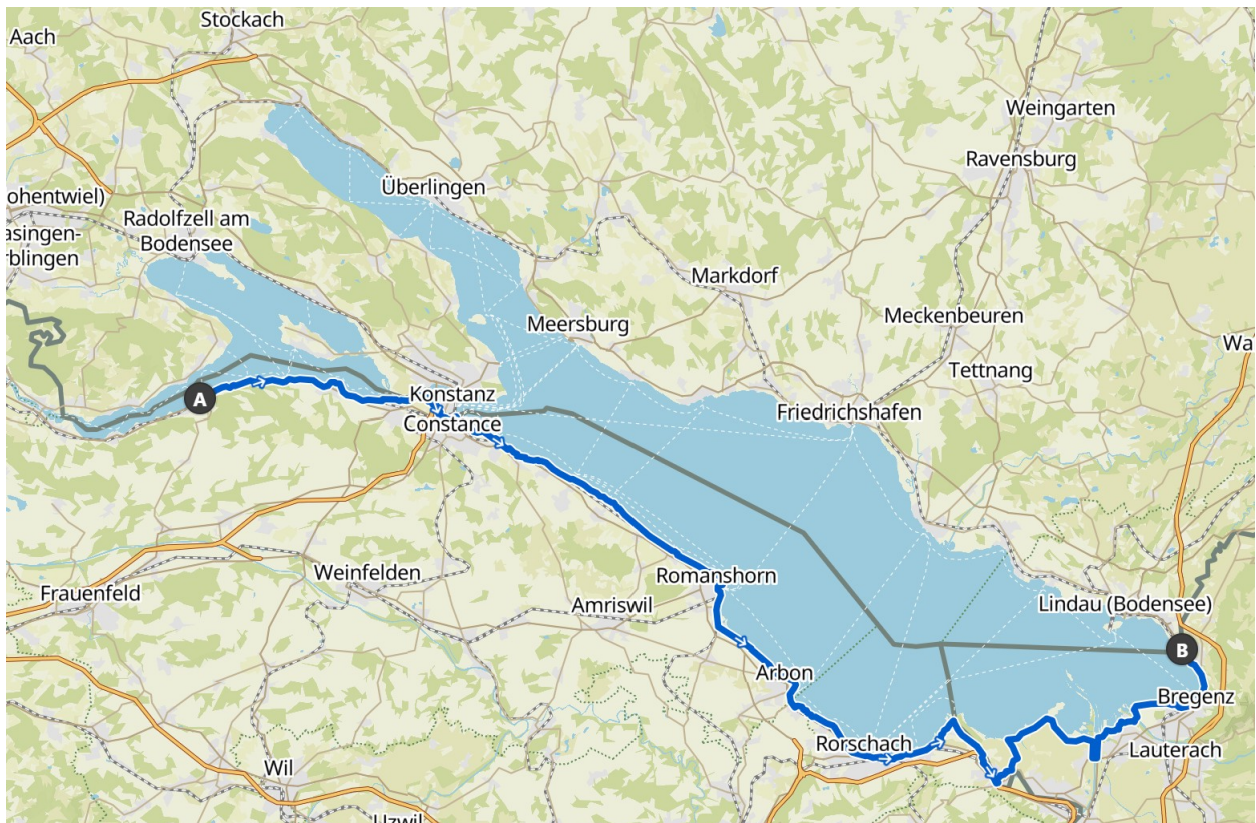 Stockach
Aach
Weingarten
Ravensburg
Überlingen
ohentwiel)
Radolfzell am
Bodensee
asingen-
rblingen
Markdorf
Meckenbeuren
Meersburg
Wa
Tettnang
A
Konstanz
Constance
Friedrichshafen
Weinfelden
Romanshorn
Frauenfeld
Amriswil
Lindau (Bodensee)
B
Arbon
Bregenz
Rorschach
Lauterach
Wil
Uzwil